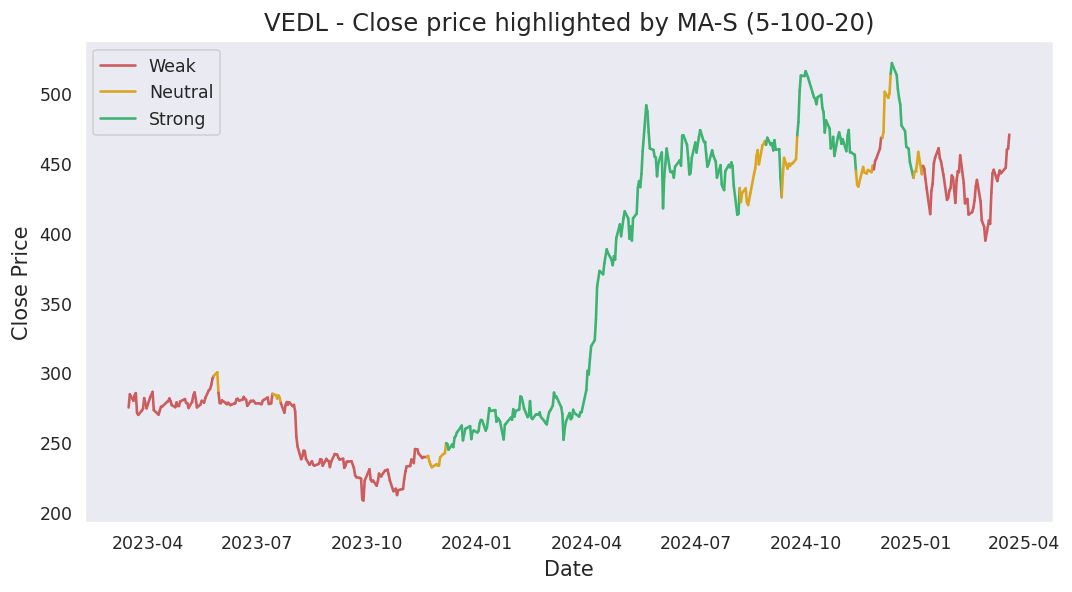 VEDL - Close price highlighted by MA-S (5-100-20)
Weak
Neutral
Strong
Close Price
500
450
400
350
300
250
200
2023-04 2023-07 2023-10 2024-01 2024-04 2024-07 2024-10 2025-01 2025-04
Date